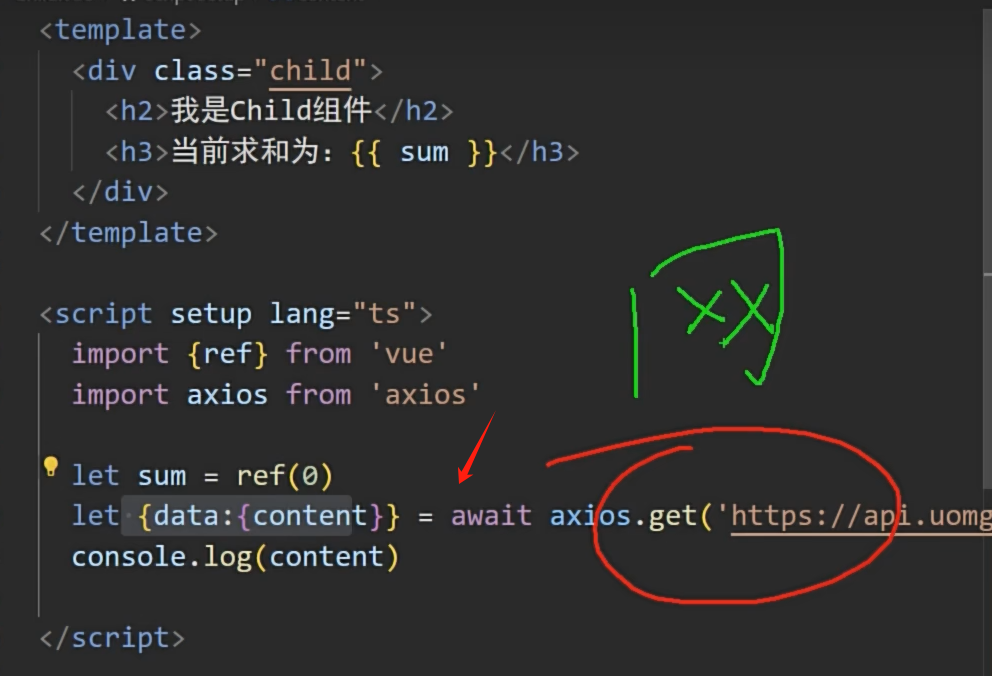 <template>
<div class="child">
<h2>我是Child组件</h2>
<h3>当前求和为：{{ sum }}</h3>
</div>
</template>
<script setup lang="ts">
import {ref} from 'vue'
import axios from 'axios'
let sum = ref(0)
let {data:{content}} = await axios.get('https://api.uomg
console.log(content)
</script>